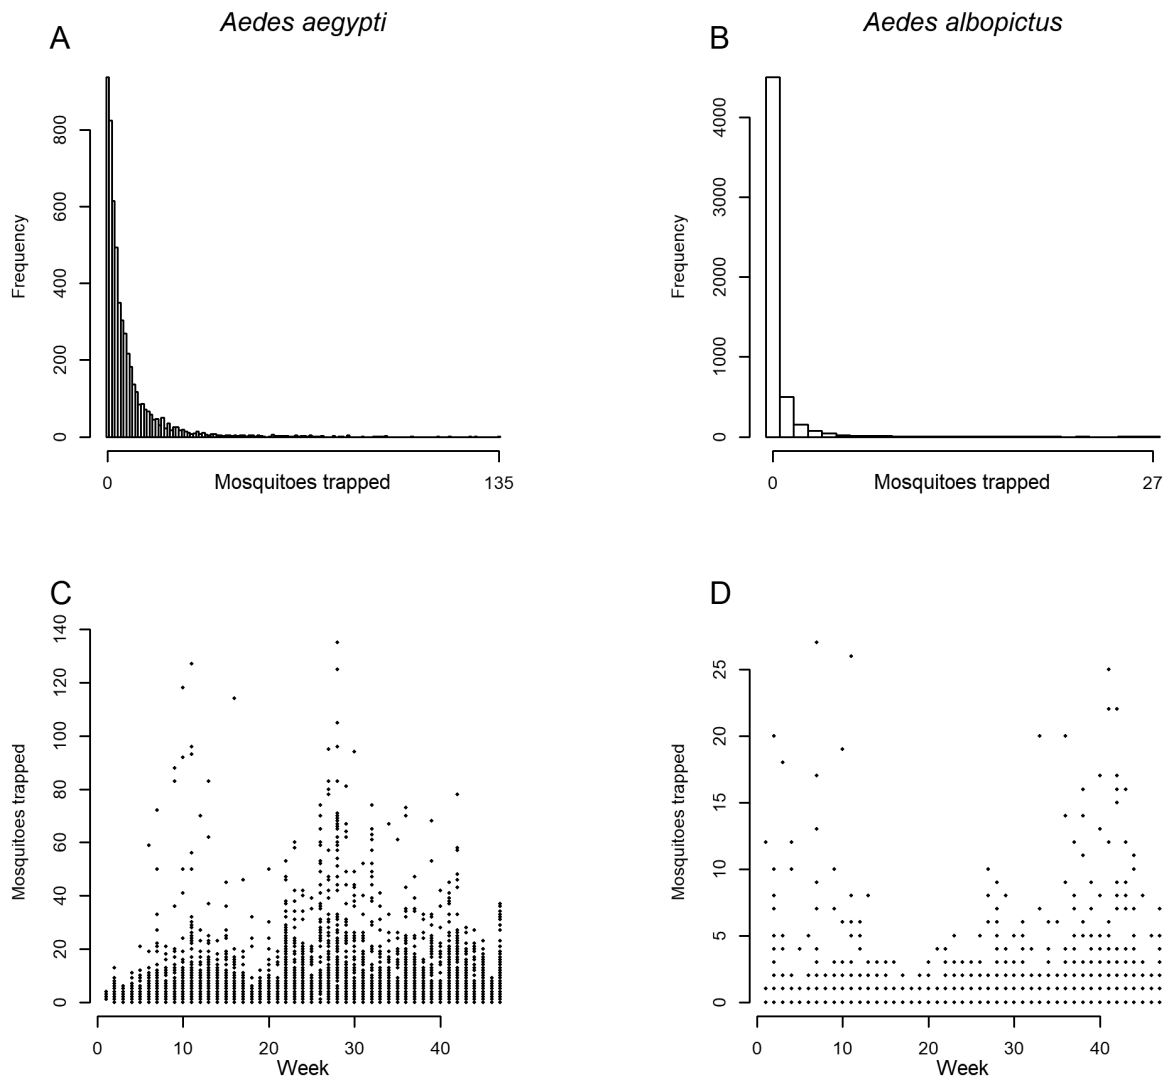 Aedes aegypti
Aedes albopictus
A
B
Frequency
0
200
400
600
800
0
Mosquitoes trapped
135
Frequency
0
1000
2000
3000
4000
0
Mosquitoes trapped
27
C
D
Mosquitoes trapped
0
20
40
60
80
100
120
140
0
10
20
30
40
Week
Mosquitoes trapped
0
5
10
15
20
25
0
10
20
30
40
Week